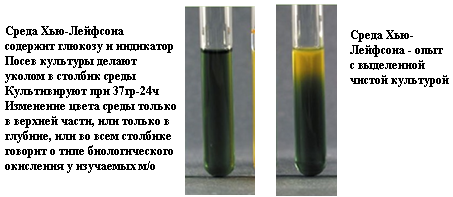 Среда Хью-Лейфсона
содержит глюкозу и индикатор
Посев культуры делают
уколом в столбик среды
Культивируют при 37гр-24ч
Изменение цвета среды только
в верхней части, или только в
глубине, или во всем столбике
говорит о типе биологического
окисления у изучаемых м/о
Среда Хью-
Лейфсона - опыт
с выделенной
чистой культурой